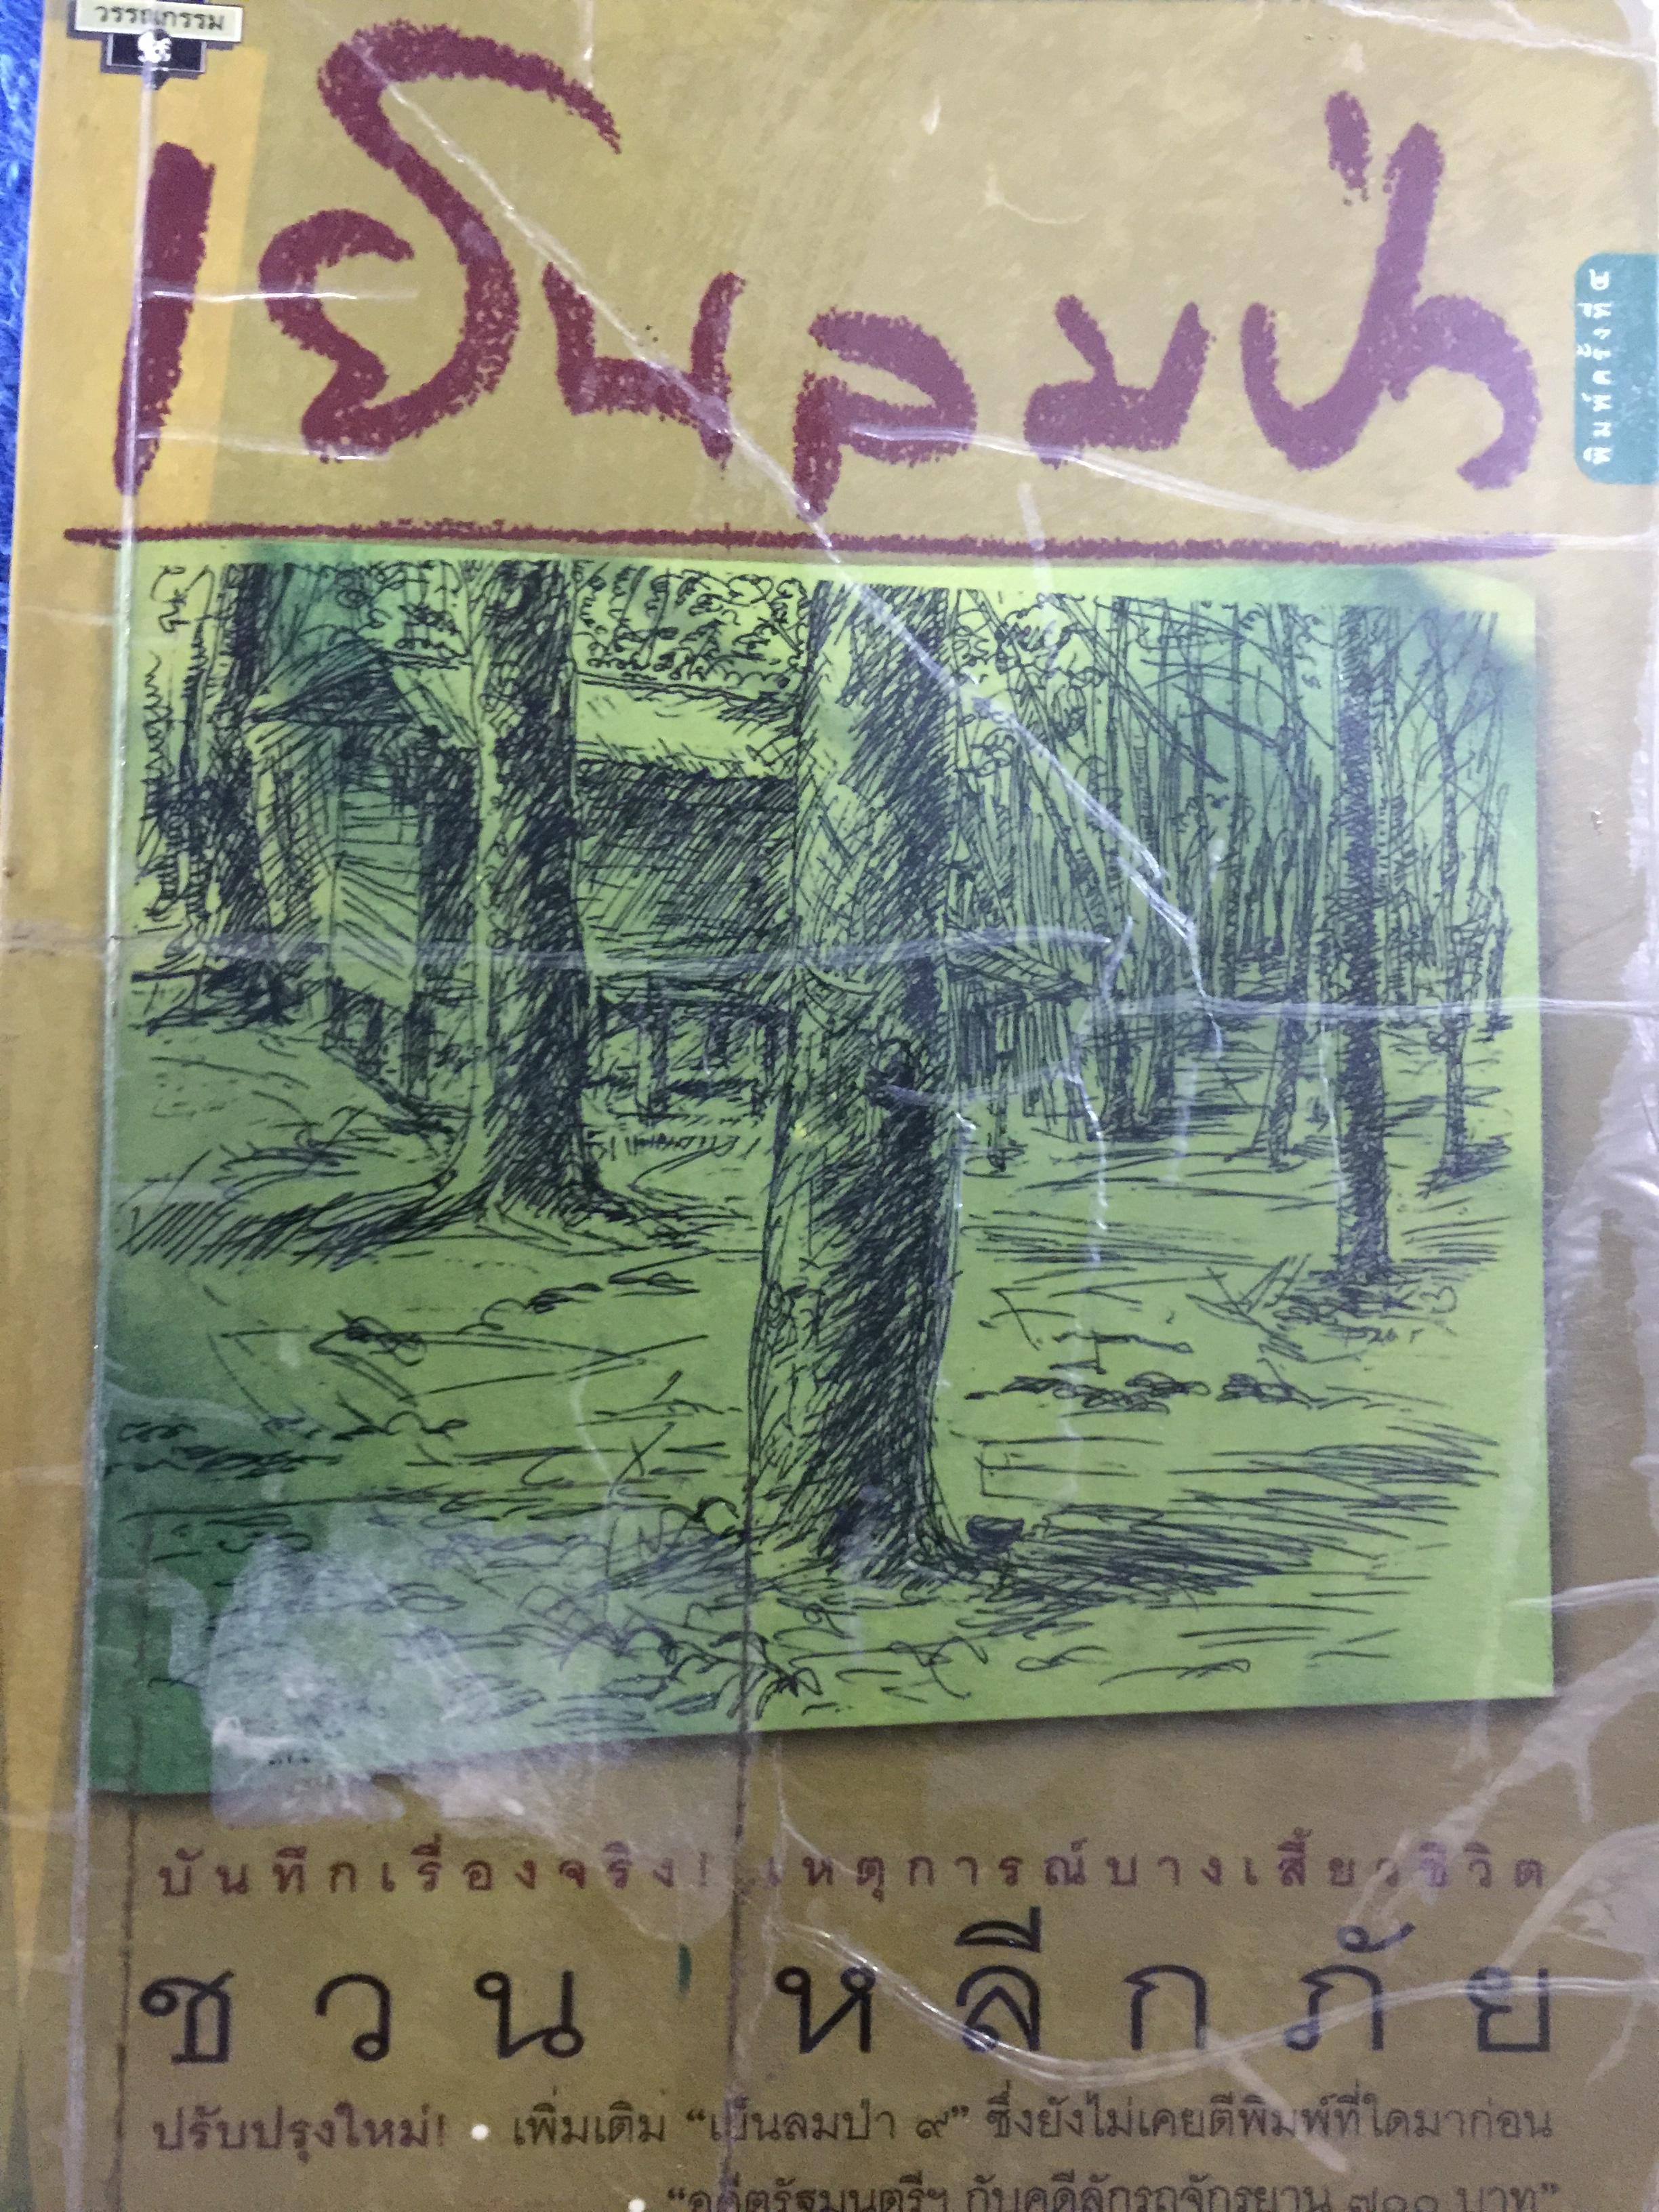 วรรณกรรม
เย็นลมป่า
พิมพ์ครั้งที่ ๔
บันทึกเรื่องจริง! เหตุการณ์บางเสี้ยวชีวิต
ชวน หลีกภัย
ปรับปรุงใหม่! • เพิ่มเติม “เย็นลมป่า ๙” ซึ่งยังไม่เคยตีพิมพ์ที่ใดมาก่อน
• “อดีตรัฐมนตรีฯ กับคดีลักรถจักรยาน ๗๐๐ บาท”